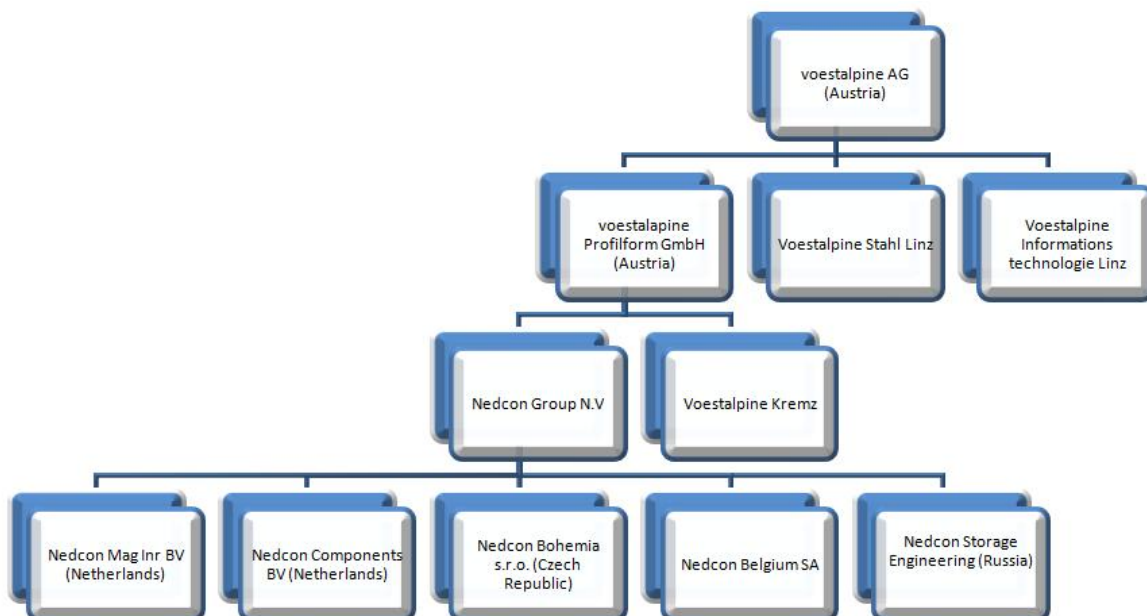 voestalpine AG
(Austria)
voestalapine
Profilform GmbH
(Austria)
Voestalpine Stahl Linz
Voestalpine
Informations
technologie Linz
Nedcon Group N.V
Voestalpine Kremz
Nedcon Mag Inr BV
(Netherlands)
Nedcon Components
BV (Netherlands)
Nedcon Bohemia
s.r.o. (Czech
Republic)
Nedcon Belgium SA
Nedcon Storage
Engineering (Russia)